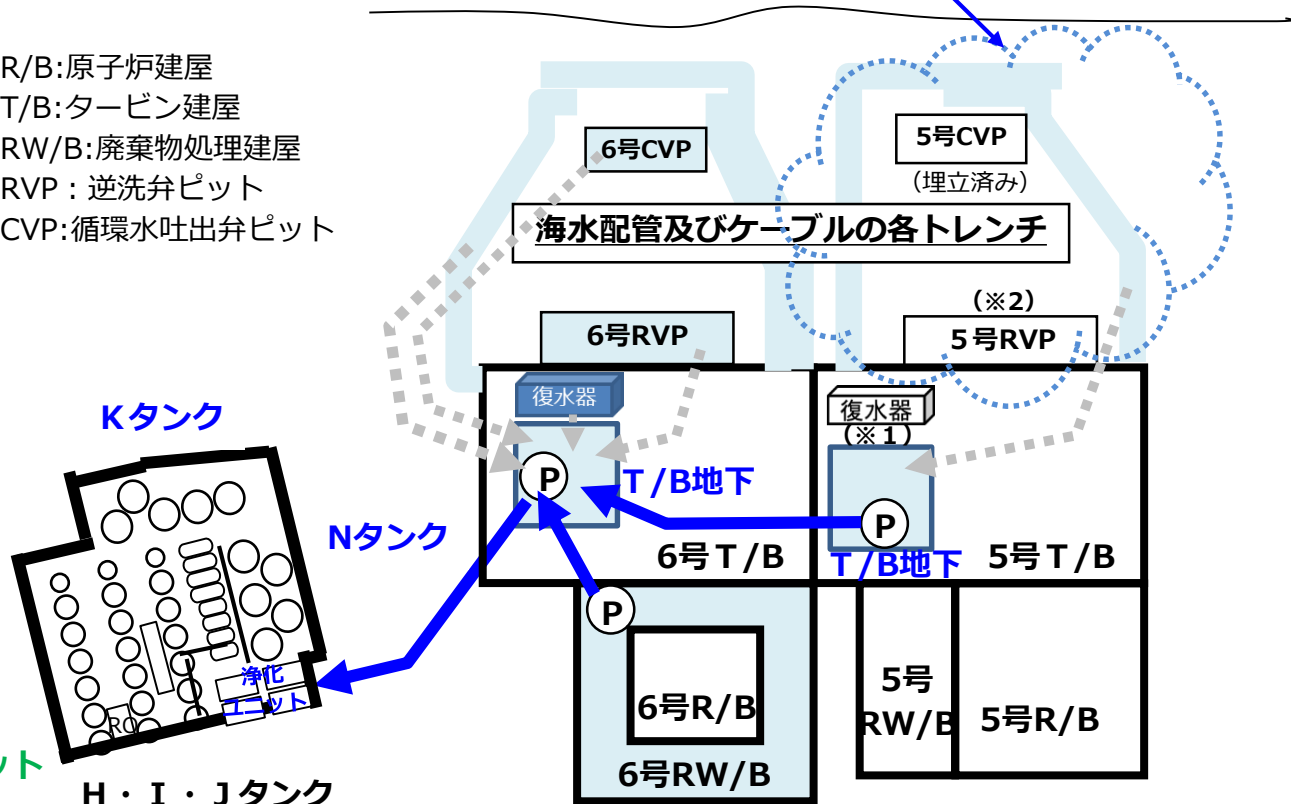 R/B:原子炉建屋
T/B:タービン建屋
RW/B:廃棄物処理建屋
RVP：逆洗弁ピット
CVP:循環水吐出弁ピット
6号CVP
5号CVP
(埋立済み)
海水配管及びケーブルの各トレンチ
(※2)
6号RVP
５号RVP
復水器
復水器
(※１)
Kタンク
Nタンク
P
T/B地下
P
T/B地下
6号T/B
5号T/B
P
浄化
ユニット
RO
6号R/B
6号RW/B
5号
RW/B
5号R/B
ット
H・I・Jタンク